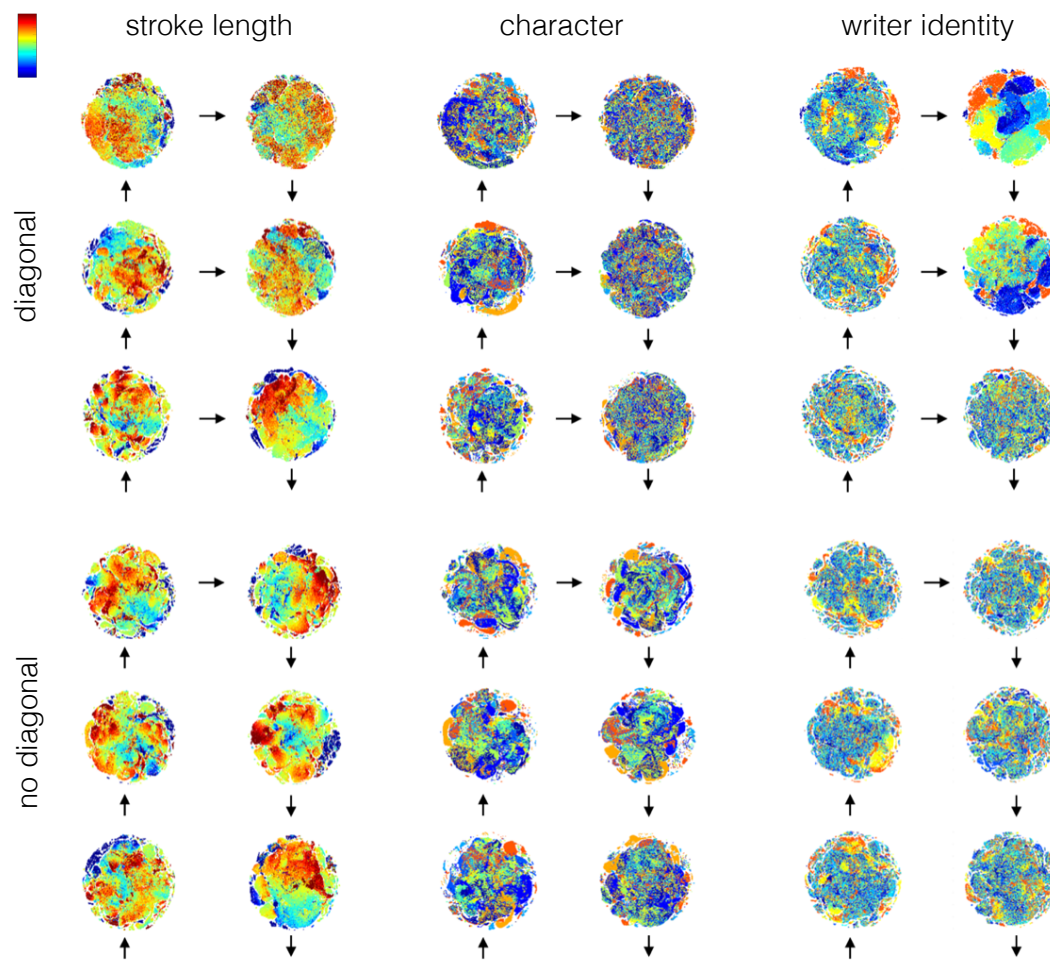 stroke length
character
writer identity
diagonal
no diagonal